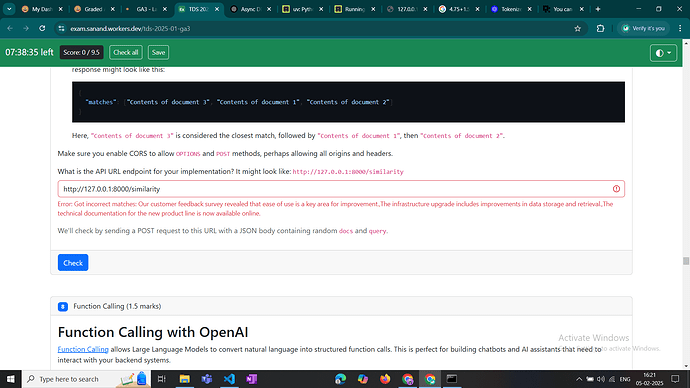 My Dash
Graded
GA3 - La
TDS 202
Async D
uv: Pyth
Running
127.0.0.
4.75+1.5
Tokenize
You can
exam.sanand.workers.dev/tds-2025-01-ga3
Verify it's you
07:38:35 left
Score: 0 / 9.5
Check all
Save
response might look like this:
{
"matches": ["Contents of document 3", "Contents of document 1", "Contents of document 2"]
}
Here, "Contents of document 3" is considered the closest match, followed by "Contents of document 1", then "Contents of document 2".
Make sure you enable CORS to allow OPTIONS and POST methods, perhaps allowing all origins and headers.
What is the API URL endpoint for your implementation? It might look like: http://127.0.0.1:8000/similarity
http://127.0.0.1:8000/similarity
Error: Got incorrect matches: Our customer feedback survey revealed that ease of use is a key area for improvement.,The infrastructure upgrade includes improvements in data storage and retrieval.,The
technical documentation for the new product line is now available online.
We'll check by sending a POST request to this URL with a JSON body containing random docs and query.
Check
8
Function Calling (1.5 marks)
Function Calling with OpenAI
Function Calling allows Large Language Models to convert natural language into structured function calls. This is perfect for building chatbots and AI assistants that need to
interact with your backend systems.
Activate Windows
to activate Windows.
Type here to search
ENG
16:21
05-02-2025